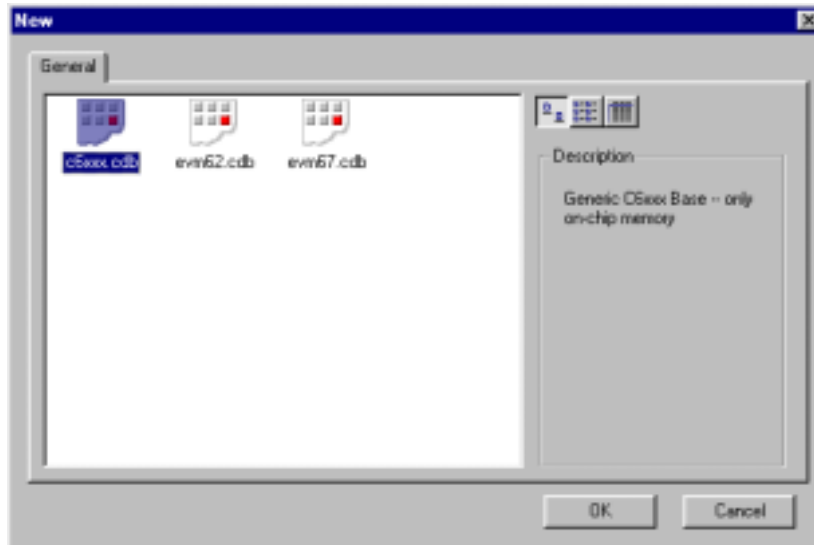 New
General
c6xxx.cdb evm62.cdb evm67.cdb
Description
Generic C6xxx Base -- only
on-chip memory
OK Cancel